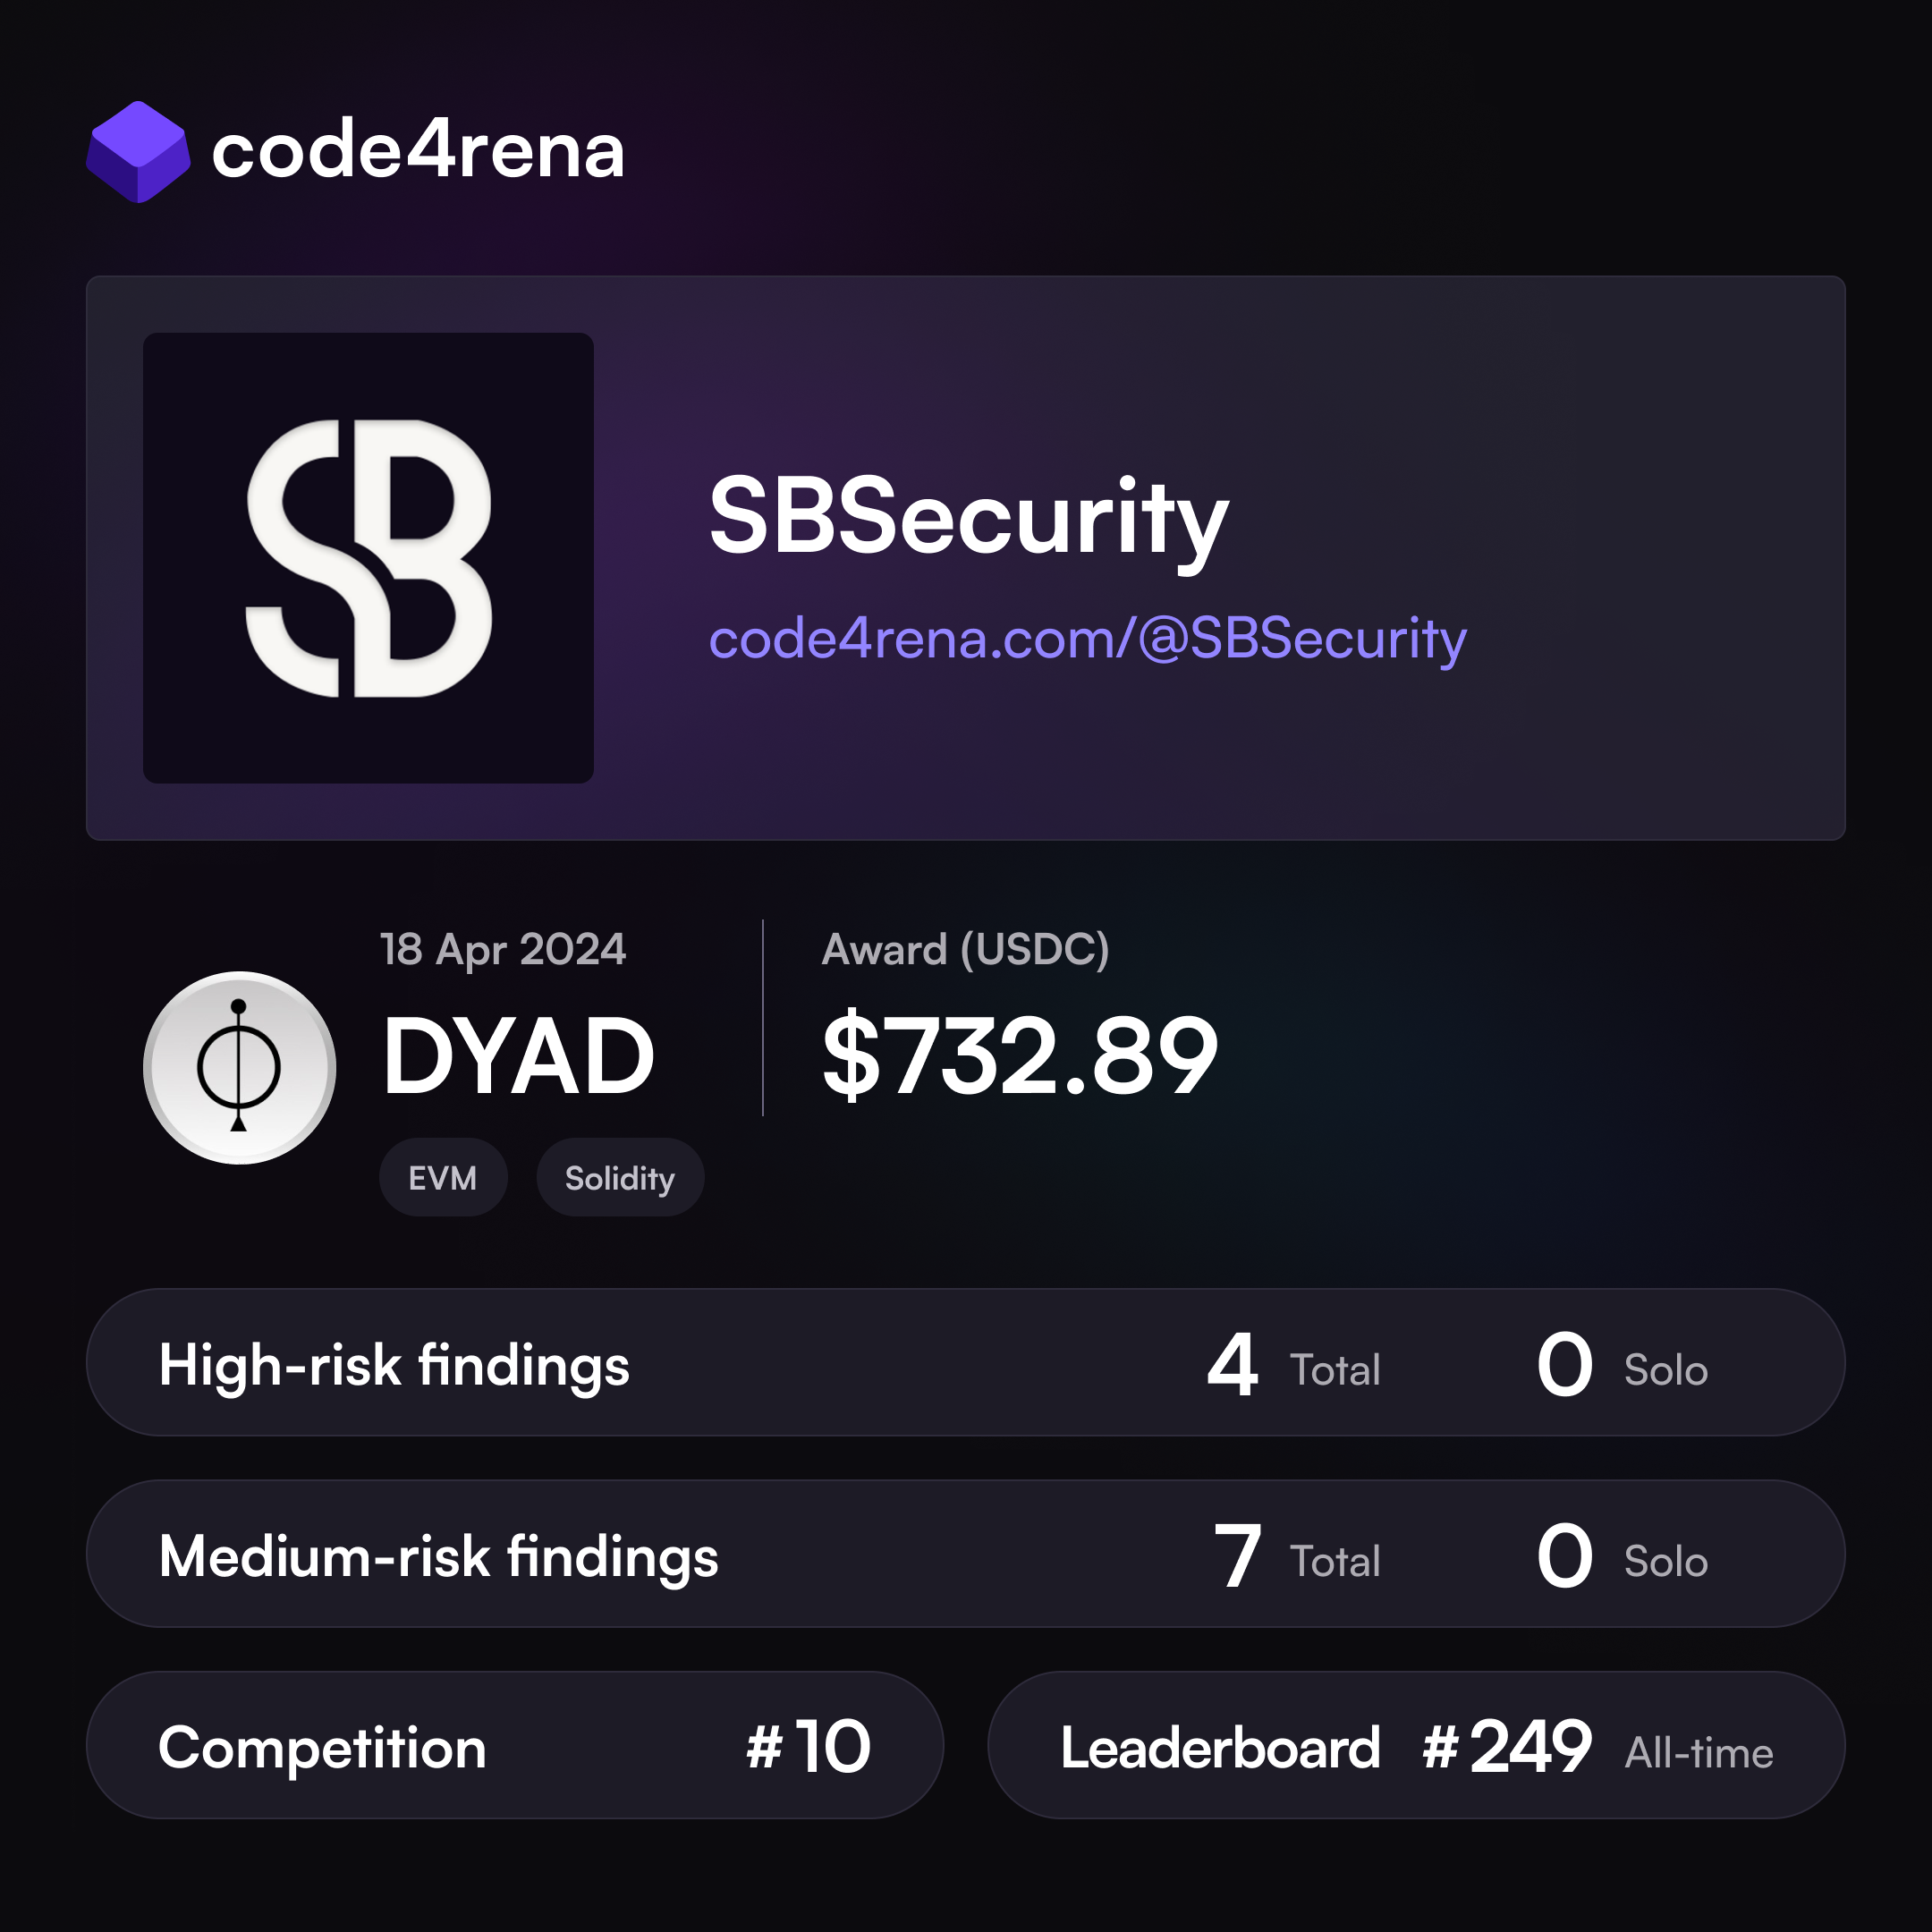 code4rena
SB
SBSecurity
code4rena.com/@SBSecurity
18 Apr 2024
DYAD
EVM Solidity
Award (USDC)
$732.89
High-risk findings 4 Total 0 Solo
Medium-risk findings 7 Total 0 Solo
Competition #10
Leaderboard #249 All-time